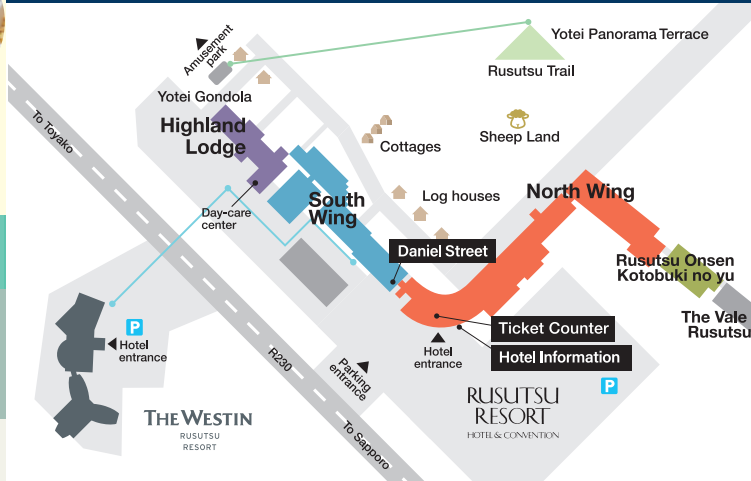 Amusement
park
Yotei Panorama Terrace
Rusutsu Trail
Yotei Gondola
To Toyako
Highland
Lodge
Cottages
Sheep Land
Day-care
center
South
Wing
Log houses
North Wing
Daniel Street
Rusutsu Onsen
Kotobuki no yu
The Vale
Rusutsu
Ticket Counter
Hotel Information
Hotel
entrance
P
Hotel
entrance
R230
Parking
entrance
P
RUSUTSU
RESORT
HOTEL & CONVENTION
THE WESTIN
RUSUTSU
RESORT
To Sapporo